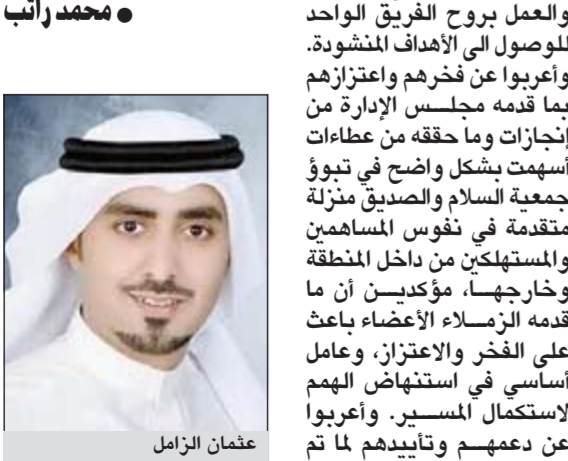 ● محمد راتب
والعمل بروح الفريق الواحد
للوصول الى الأهداف المنشودة.
وأعربوا عن فخرهم واعتزازهم
بما قدمه مجلس الإدارة من
إنجازات وما حققه من عطاءات
أسهمت بشكل واضح في تبوؤ
جمعية السلام والصديق منزلة
متقدمة في نفوس المساهمين
والمستهلكين من داخل المنطقة
وخارجها، مؤكدين أن ما
قدمه الزملاء الأعضاء باعث
على الفخر والاعتزاز، وعامل
أساسي في استنهاض الهمم
لاستكمال المسير. وأعربوا
عن دعمهم وتأييدهم لما تم
عثمان الزامل